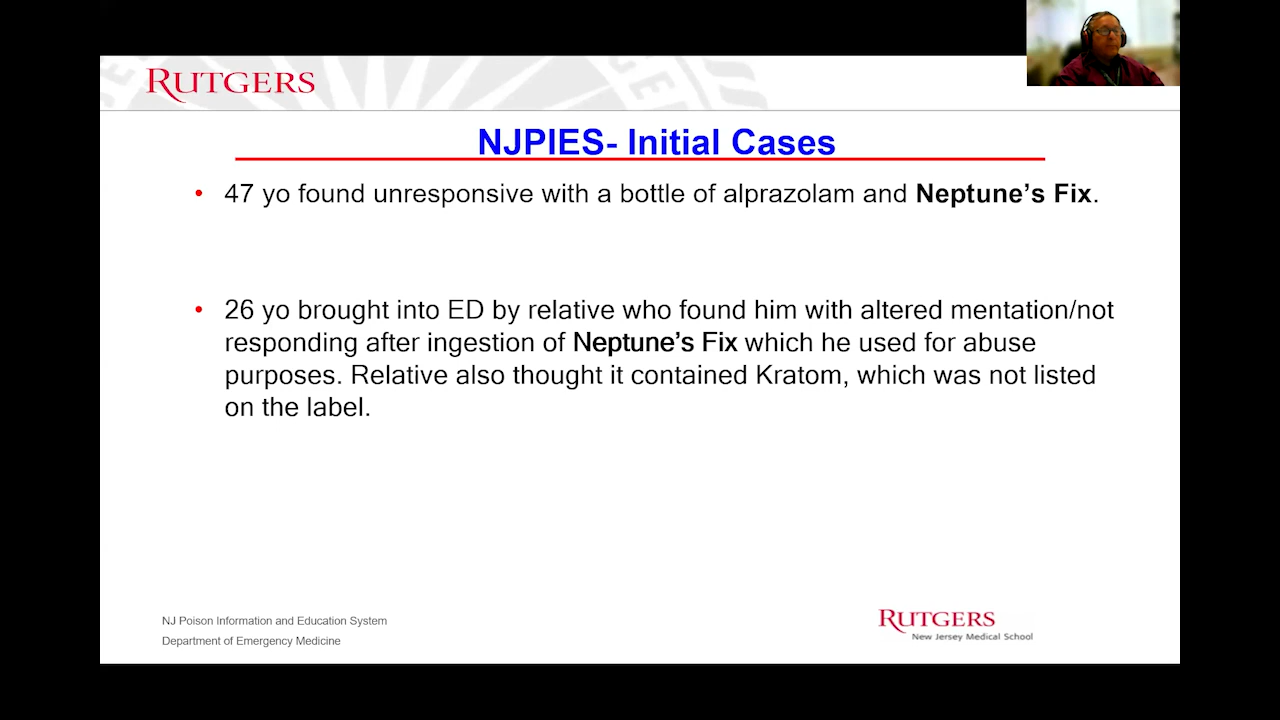 RUTGERS
NJPIES- Initial Cases
• 47 yo found unresponsive with a bottle of alprazolam and Neptune’s Fix.
• 26 yo brought into ED by relative who found him with altered mentation/not
responding after ingestion of Neptune’s Fix which he used for abuse
purposes. Relative also thought it contained Kratom, which was not listed
on the label.
NJ Poison Information and Education System
Department of Emergency Medicine
RUTGERS
New Jersey Medical School